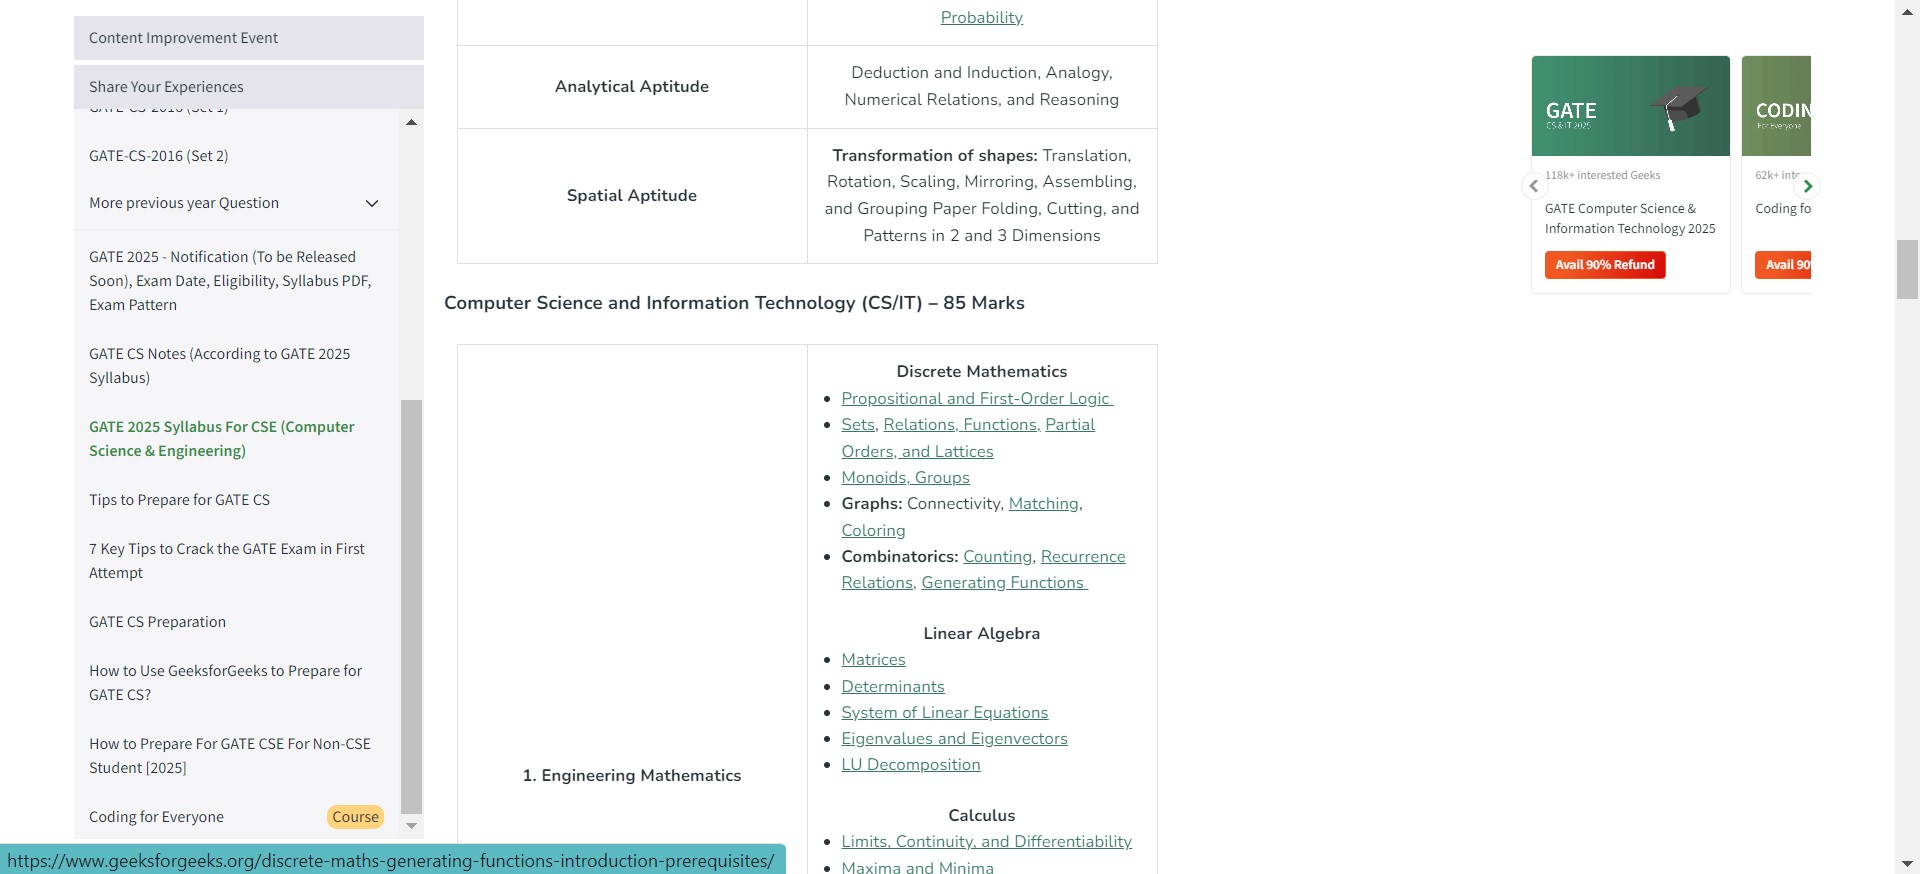 Content Improvement Event
Share Your Experiences
GATE-CS-2016 (Set 1)
GATE-CS-2016 (Set 2)
More previous year Question
GATE 2025 - Notification (To be Released
Soon), Exam Date, Eligibility, Syllabus PDF,
Exam Pattern
GATE CS Notes (According to GATE 2025
Syllabus)
GATE 2025 Syllabus For CSE (Computer
Science & Engineering)
Tips to Prepare for GATE CS
7 Key Tips to Crack the GATE Exam in First
Attempt
GATE CS Preparation
How to Use GeeksforGeeks to Prepare for
GATE CS?
How to Prepare For GATE CSE For Non-CSE
Student [2025]
Coding for Everyone Course
https://www.geeksforgeeks.org/discrete-maths-generating-functions-introduction-prerequisites/
Probability
Analytical Aptitude
Deduction and Induction, Analogy,
Numerical Relations, and Reasoning
Spatial Aptitude
Transformation of shapes: Translation,
Rotation, Scaling, Mirroring, Assembling,
and Grouping Paper Folding, Cutting, and
Patterns in 2 and 3 Dimensions
Computer Science and Information Technology (CS/IT) – 85 Marks
1. Engineering Mathematics
Discrete Mathematics
Propositional and First-Order Logic
Sets, Relations, Functions, Partial
Orders, and Lattices
Monoids, Groups
Graphs: Connectivity, Matching,
Coloring
Combinatorics: Counting, Recurrence
Relations, Generating Functions
Linear Algebra
Matrices
Determinants
System of Linear Equations
Eigenvalues and Eigenvectors
LU Decomposition
Calculus
Limits, Continuity, and Differentiability
Maxima and Minima
GATE
CS & IT 2025
118k+ interested Geeks
GATE Computer Science &
Information Technology 2025
Avail 90% Refund
CODIN
For Everyone
62k+ inte
Coding fo
Avail 90